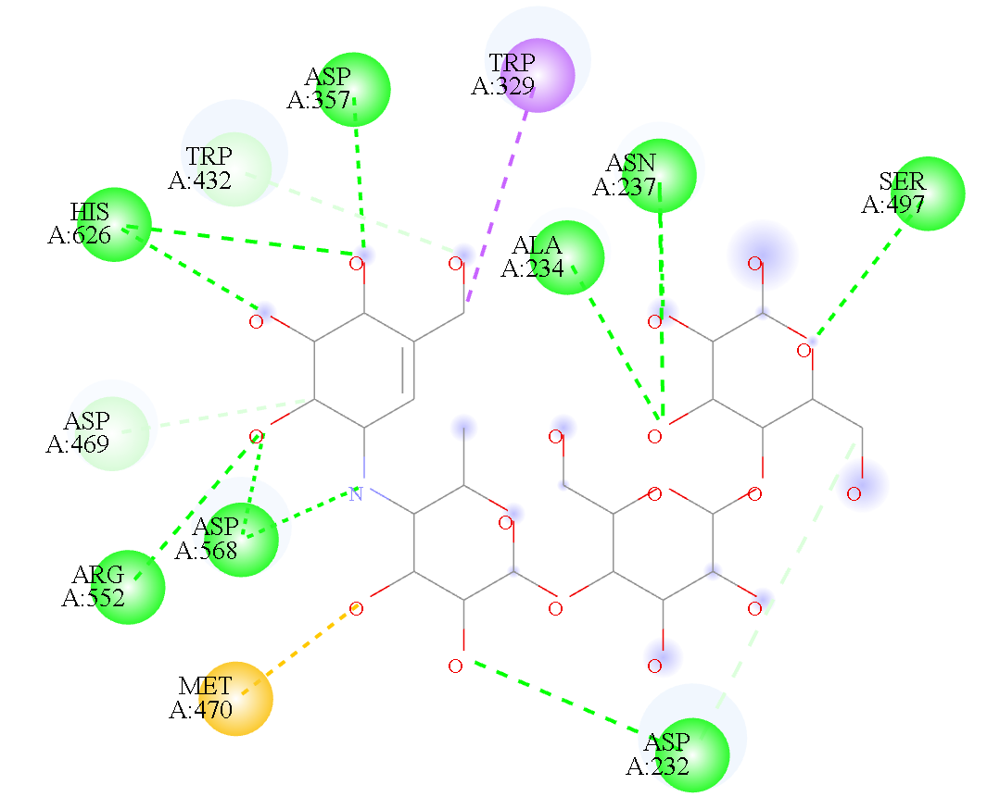 TRP
A:329
ASP
A:357
TRP
A:432
ASN
A:237
SER
A:497
HIS
A:626
ALA
A:234
O
O
O
O
O
O
ASP
A:469
O
O
O
N
O
O
O
ASP
A:568
O
ARG
A:552
O
O
O
O
O
MET
A:470
ASP
A:232